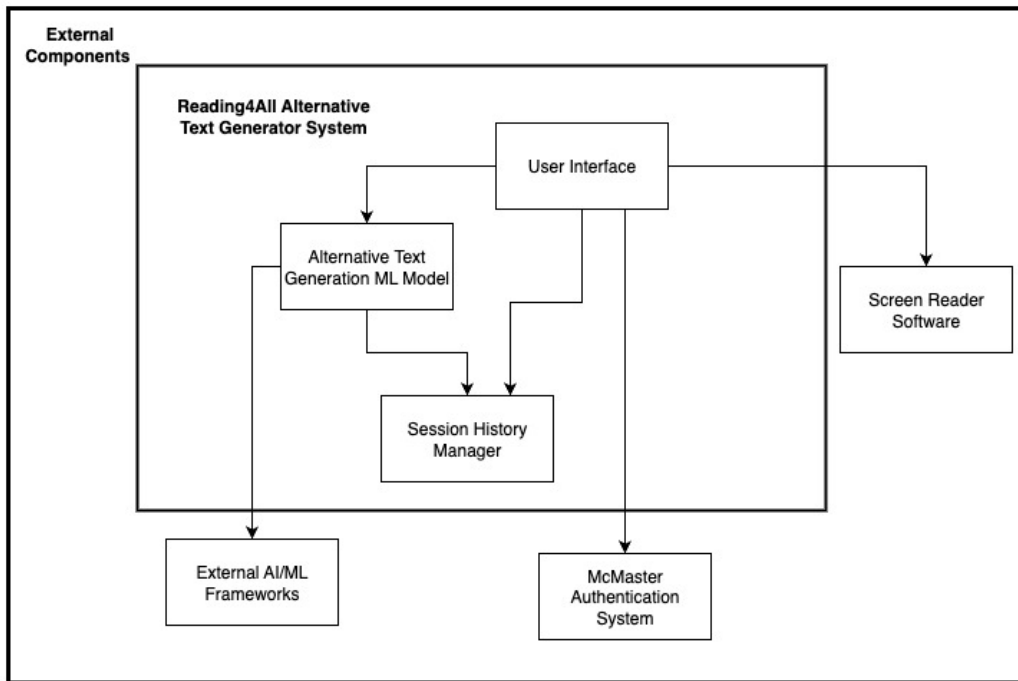 External
Components
Reading4All Alternative
Text Generator System
User Interface
Alternative Text
Generation ML Model
Screen Reader
Software
Session History
Manager
External AI/ML
Frameworks
McMaster
Authentication
System